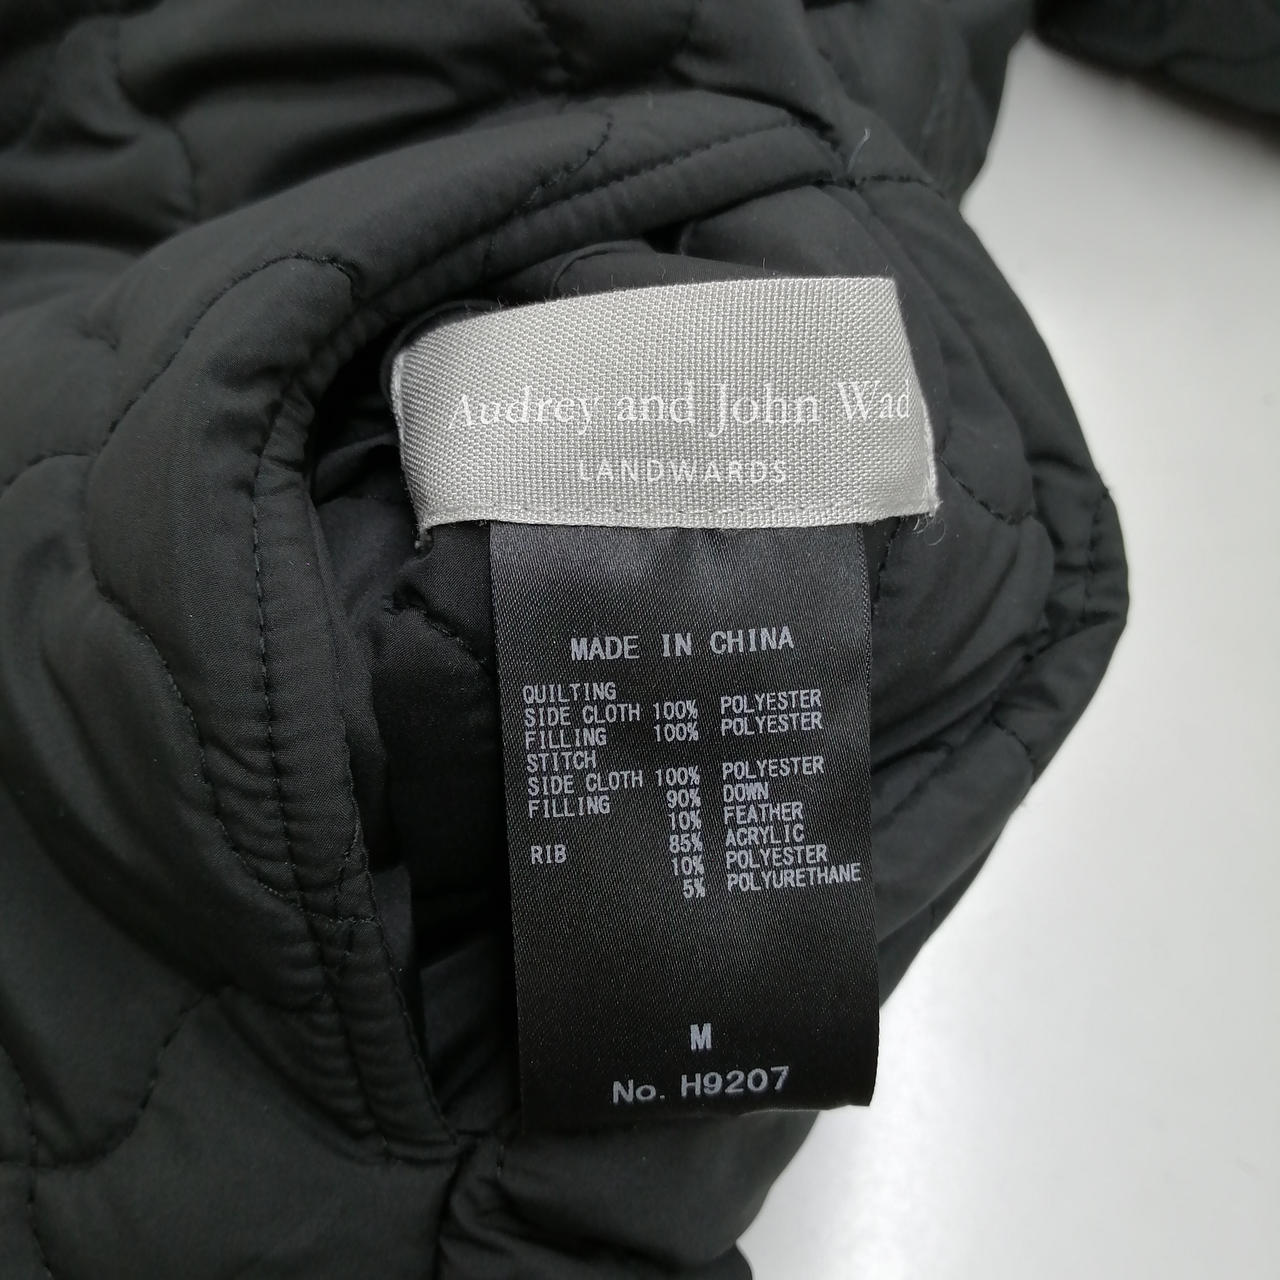 Audrey and John Wad
LANDWARDS
MADE IN CHINA
QUILTING
SIDE CLOTH 100% POLYESTER
FILLING 100% POLYESTER
STITCH
SIDE CLOTH 100% POLYESTER
FILLING 90% DOWN
10% FEATHER
RIB 85% ACRYLIC
10% POLYESTER
5% POLYURETHANE
M
No. H9207